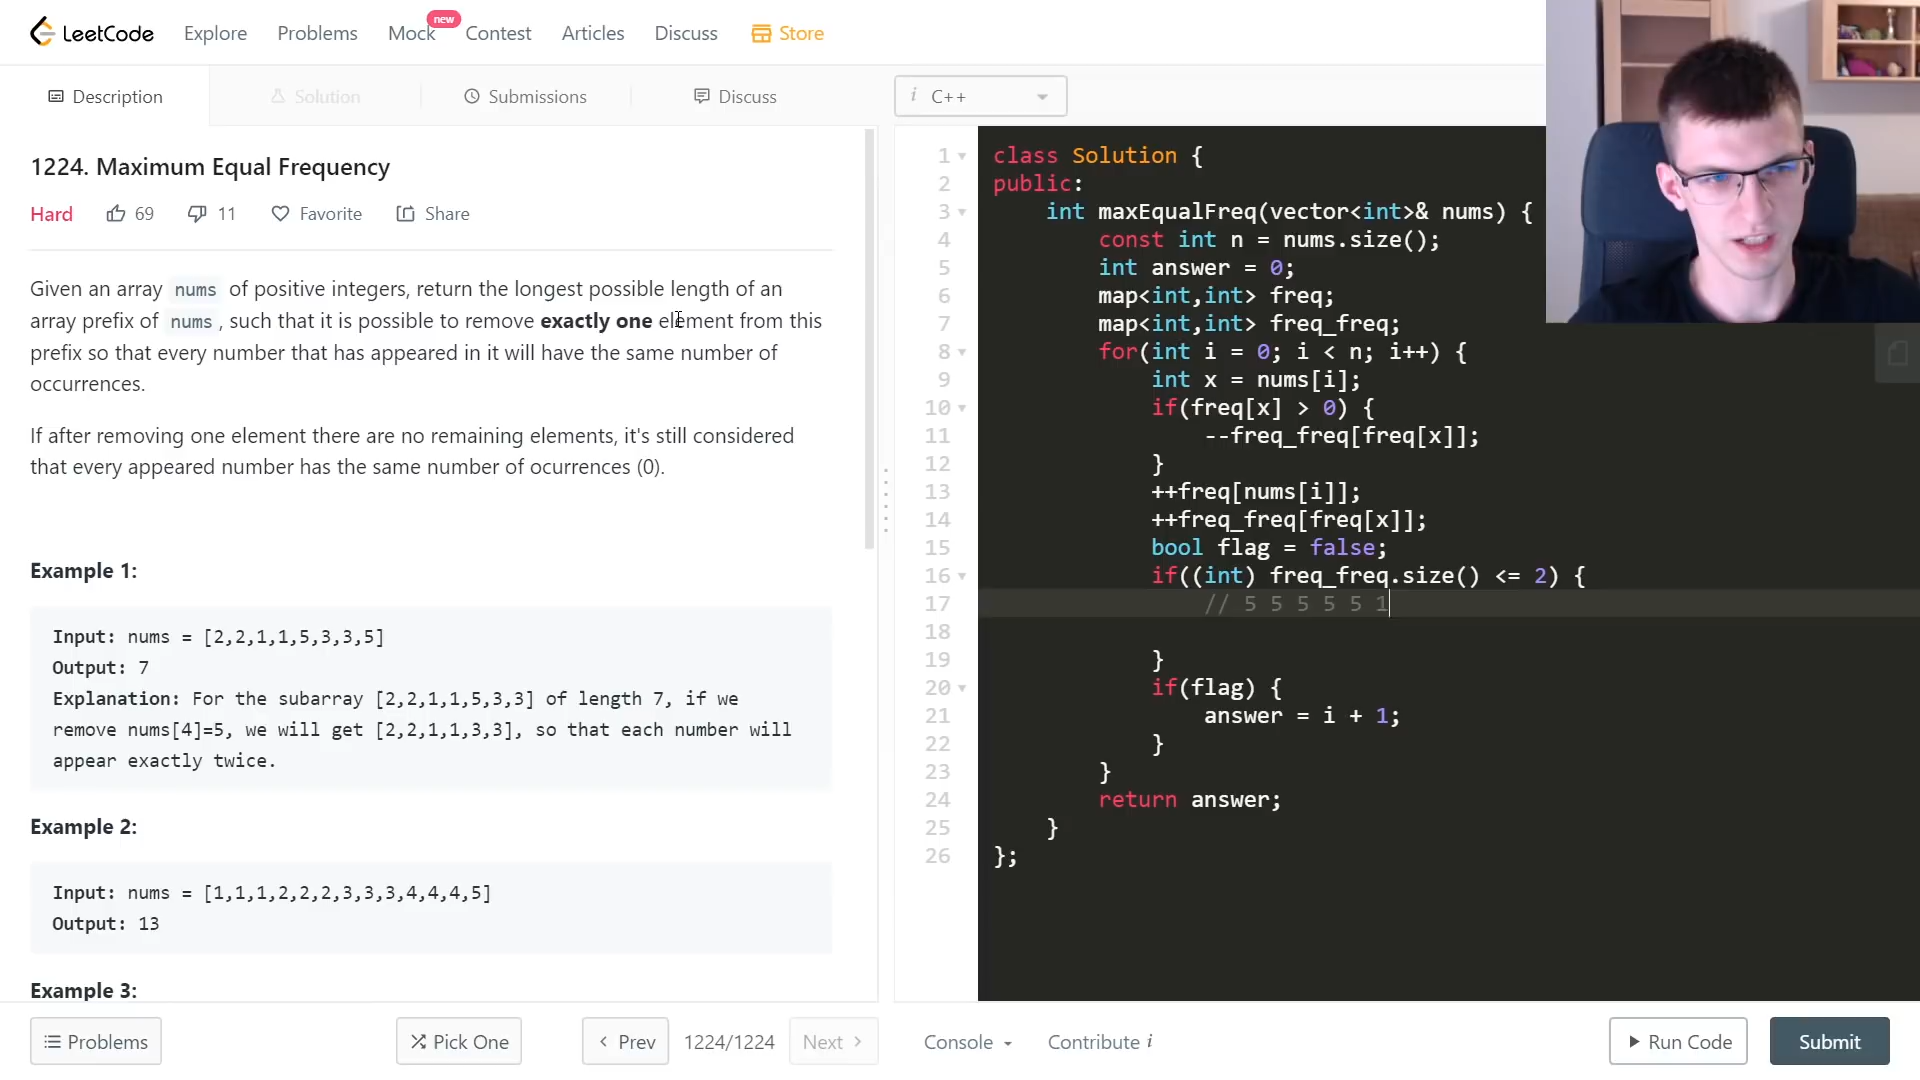 LeetCode Explore Problems Mock new Contest Articles Discuss Store
Description Solution Submissions Discuss
i C++
1224. Maximum Equal Frequency
Hard 69 11 Favorite Share
Given an array nums of positive integers, return the longest possible length of an
array prefix of nums , such that it is possible to remove exactly one element from this
prefix so that every number that has appeared in it will have the same number of
occurrences.
If after removing one element there are no remaining elements, it's still considered
that every appeared number has the same number of ocurrences (0).
Example 1:
Input: nums = [2,2,1,1,5,3,3,5]
Output: 7
Explanation: For the subarray [2,2,1,1,5,3,3] of length 7, if we
remove nums[4]=5, we will get [2,2,1,1,3,3], so that each number will
appear exactly twice.
Example 2:
Input: nums = [1,1,1,2,2,2,3,3,3,4,4,4,5]
Output: 13
Example 3:
1 class Solution {
2 public:
3 int maxEqualFreq(vector<int>& nums) {
4 const int n = nums.size();
5 int answer = 0;
6 map<int,int> freq;
7 map<int,int> freq_freq;
8 for(int i = 0; i < n; i++) {
9 int x = nums[i];
10 if(freq[x] > 0) {
11 --freq_freq[freq[x]];
12 }
13 ++freq[nums[i]];
14 ++freq_freq[freq[x]];
15 bool flag = false;
16 if((int) freq_freq.size() <= 2) {
17 // 5 5 5 5 5 1
18
19 }
20 if(flag) {
21 answer = i + 1;
22 }
23 }
24 return answer;
25 }
26 };
Problems Pick One Prev 1224/1224 Next Console Contribute i Run Code Submit